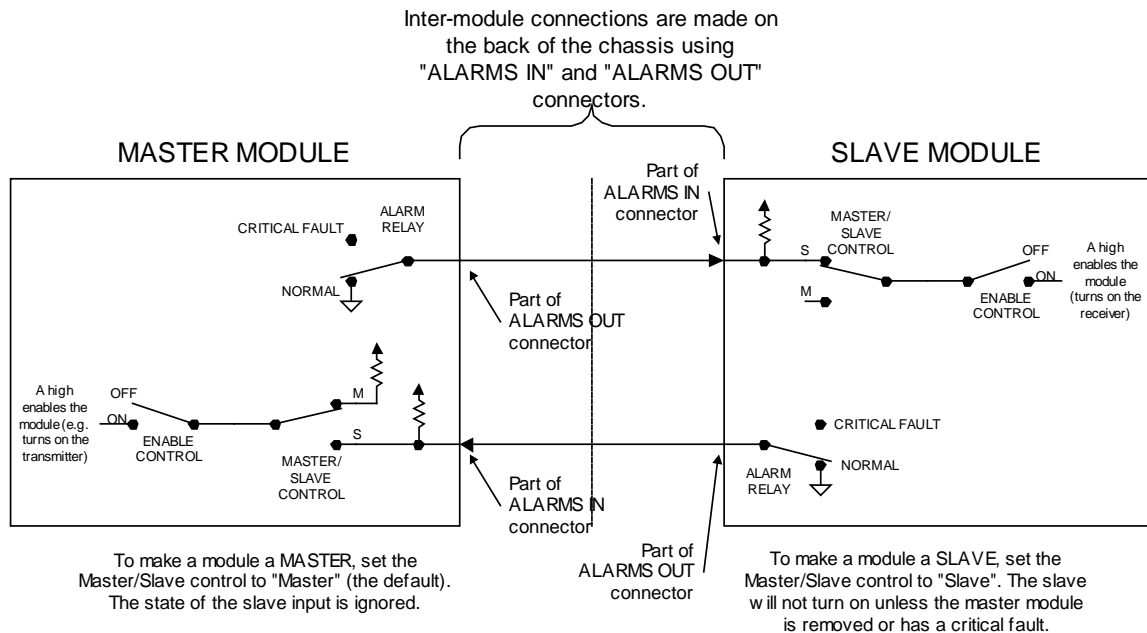 Inter-module connections are made on
the back of the chassis using
"ALARMS IN" and "ALARMS OUT"
connectors.
MASTER MODULE
SLAVE MODULE
CRITICAL FAULT
ALARM
RELAY
NORMAL
Part of
ALARMS OUT
connector
Part of
ALARMS IN
connector
S
MASTER/
SLAVE
CONTROL
M
OFF
ON
ENABLE
CONTROL
A high
enables the
module
(turns on the
receiver)
A high
enables the
module (e.g.
turns on the
transmitter)
OFF
ON
ENABLE
CONTROL
M
S
MASTER/
SLAVE
CONTROL
Part of
ALARMS IN
connector
CRITICAL FAULT
ALARM
RELAY
NORMAL
Part of
ALARMS OUT
connector
To make a module a MASTER, set the
Master/Slave control to "Master" (the default).
The state of the slave input is ignored.
To make a module a SLAVE, set the
Master/Slave control to "Slave". The slave
will not turn on unless the master module
is removed or has a critical fault.